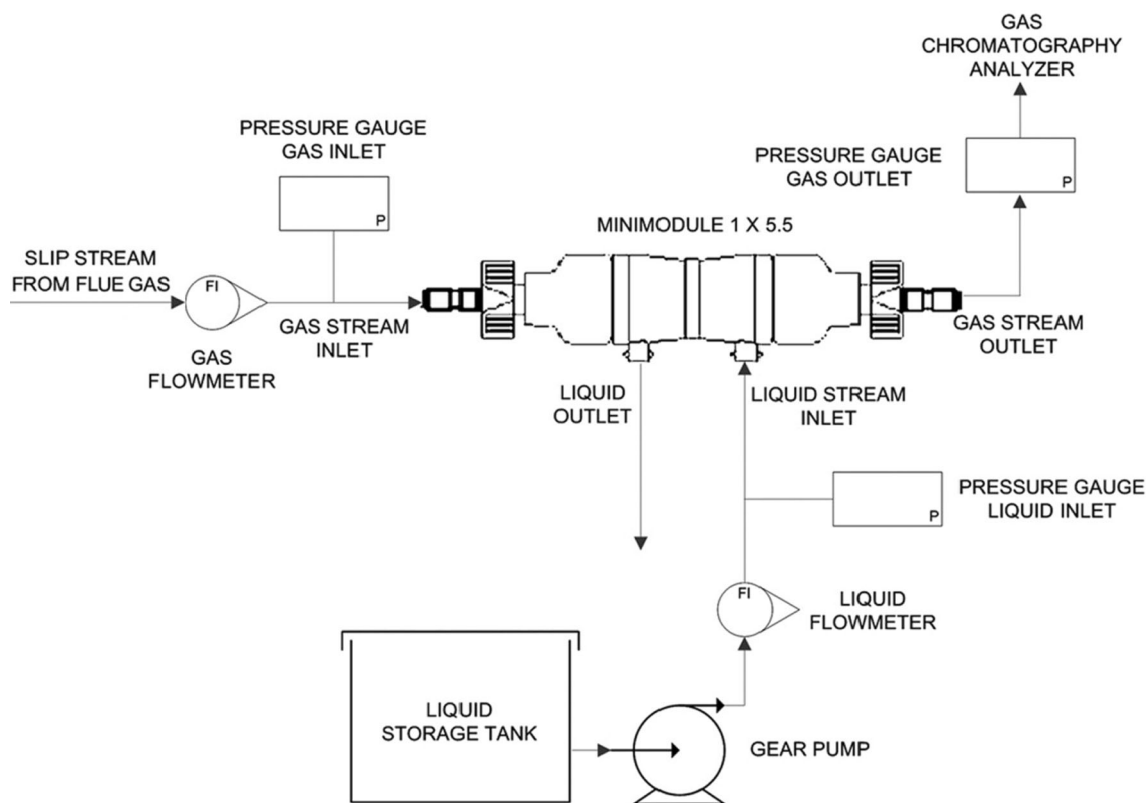 GAS
CHROMATOGRAPHY
ANALYZER
PRESSURE GAUGE
GAS INLET
P
PRESSURE GAUGE
GAS OUTLET
P
MINIMODULE 1 X 5.5
SLIP STREAM
FROM FLUE GAS
FI
GAS STREAM
INLET
GAS
FLOWMETER
GAS STREAM
OUTLET
LIQUID
OUTLET
LIQUID STREAM
INLET
P
PRESSURE GAUGE
LIQUID INLET
FI
LIQUID
FLOWMETER
LIQUID
STORAGE TANK
GEAR PUMP